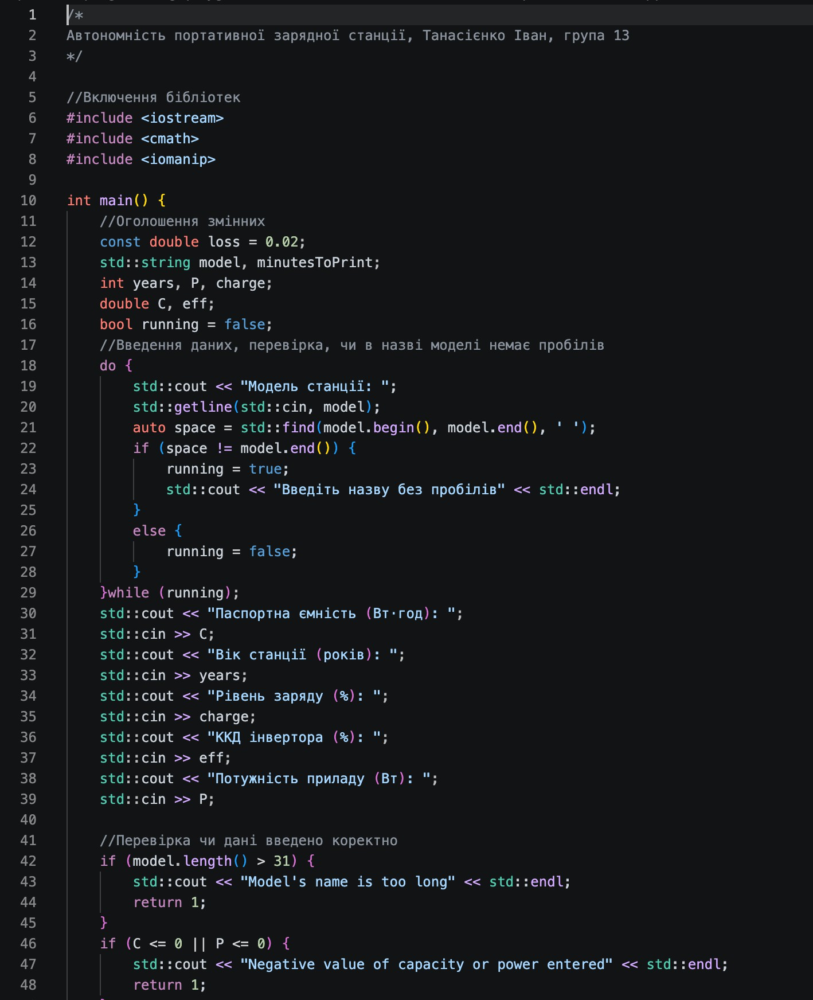 1 /*
2 Автономність портативної зарядної станції, Танасієнко Іван, група 13
3 */
4
5 //Включення бібліотек
6 #include <iostream>
7 #include <cmath>
8 #include <iomanip>
9
10 int main() {
11     //Оголошення змінних
12     const double loss = 0.02;
13     std::string model, minutesToPrint;
14     int years, P, charge;
15     double C, eff;
16     bool running = false;
17     //Введення даних, перевірка, чи в назві моделі немає пробілів
18     do {
19         std::cout << "Модель станції: ";
20         std::getline(std::cin, model);
21         auto space = std::find(model.begin(), model.end(), ' ');
22         if (space != model.end()) {
23             running = true;
24             std::cout << "Введіть назву без пробілів" << std::endl;
25         }
26         else {
27             running = false;
28         }
29     }while (running);
30     std::cout << "Паспортна ємність (Вт·год): ";
31     std::cin >> C;
32     std::cout << "Вік станції (років): ";
33     std::cin >> years;
34     std::cout << "Рівень заряду (%): ";
35     std::cin >> charge;
36     std::cout << "ККД інвертора (%): ";
37     std::cin >> eff;
38     std::cout << "Потужність приладу (Вт): ";
39     std::cin >> P;
40
41     //Перевірка чи дані введено коректно
42     if (model.length() > 31) {
43         std::cout << "Model's name is too long" << std::endl;
44         return 1;
45     }
46     if (C <= 0 || P <= 0) {
47         std::cout << "Negative value of capacity or power entered" << std::endl;
48         return 1;